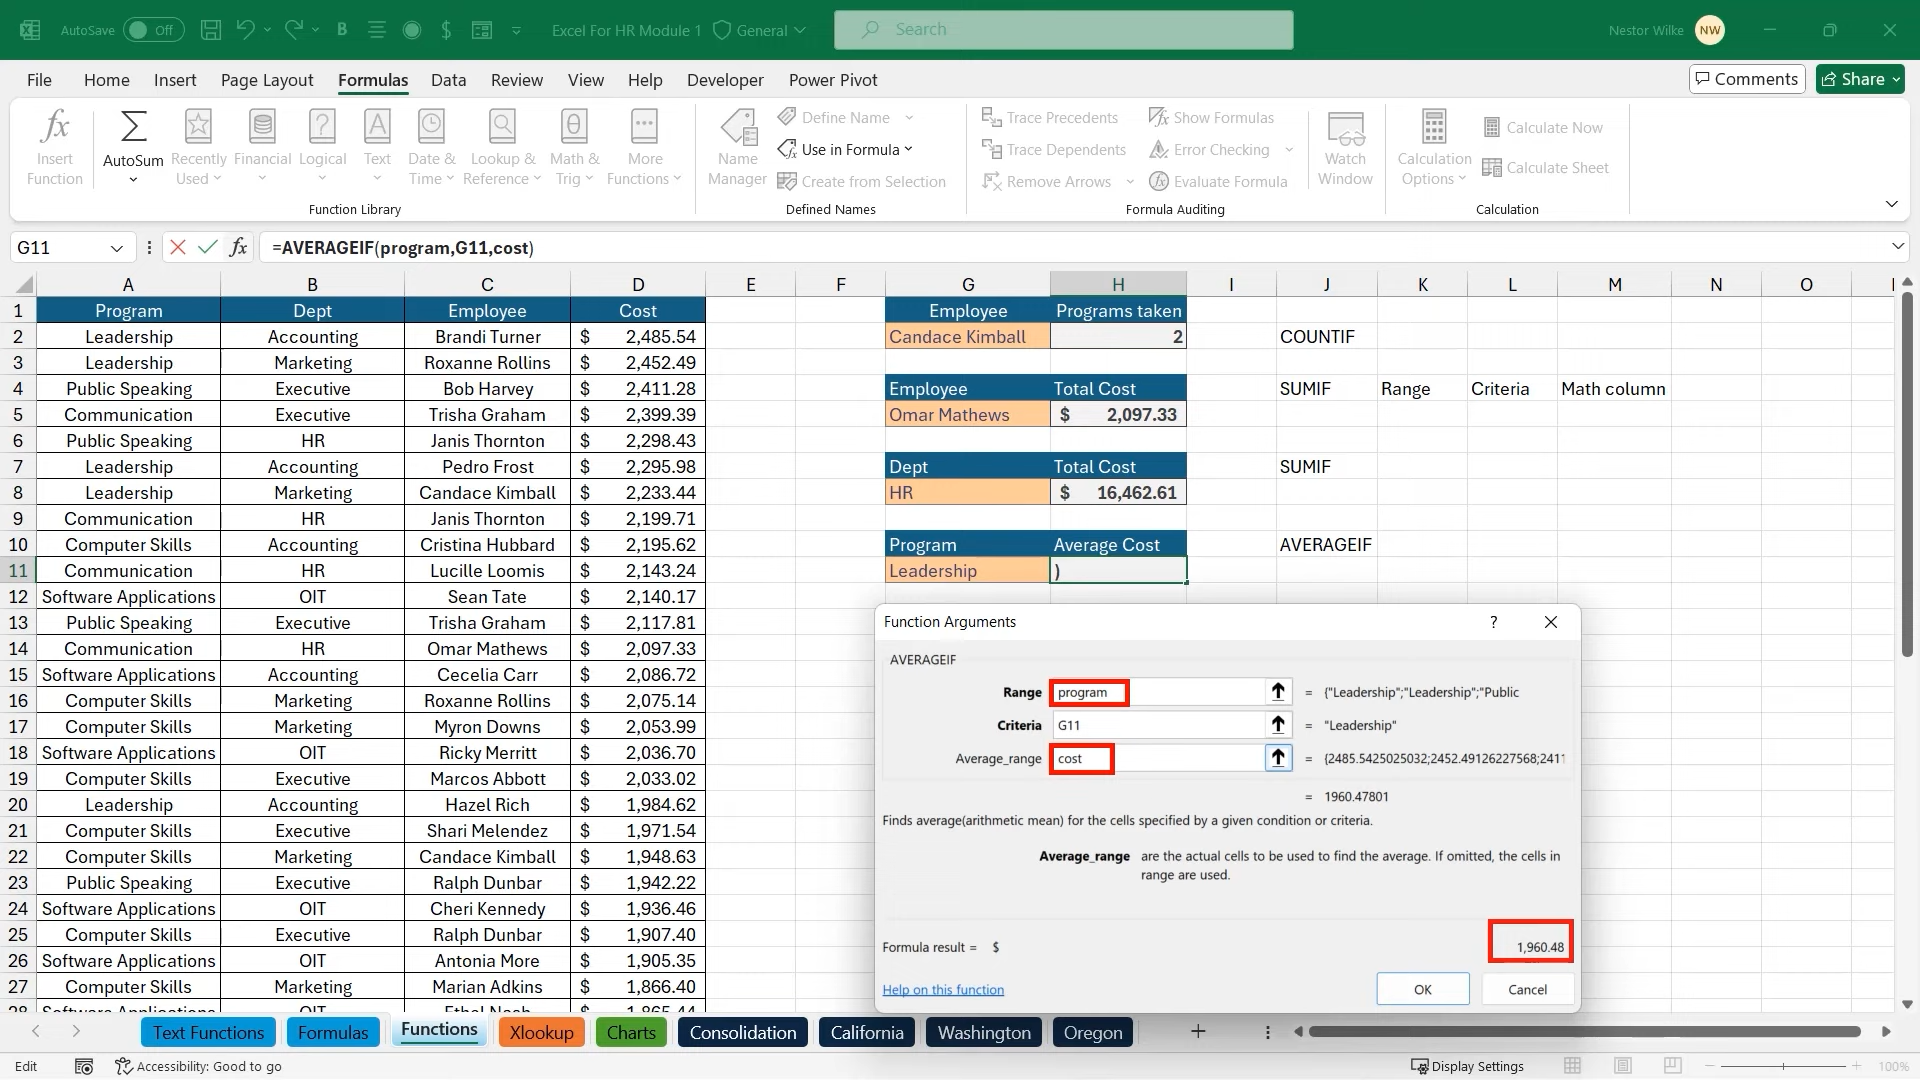 AutoSave Off Excel For HR Module 1 General Search Nestor Wilke NW
File Home Insert Page Layout Formulas Data Review View Help Developer Power Pivot Comments Share
Insert Function
AutoSum
Recently Used
Financial
Logical
Text
Date & Time
Lookup & Reference
Math & Trig
More Functions
Function Library
Name Manager
Define Name
Use in Formula
Create from Selection
Defined Names
Trace Precedents
Trace Dependents
Remove Arrows
Show Formulas
Error Checking
Evaluate Formula
Formula Auditing
Watch Window
Calculation Options
Calculate Now
Calculate Sheet
Calculation
G11 fx =AVERAGEIF(program,G11,cost)
A B C D E F G H I J K L M N O
1 Program Dept Employee Cost Employee Programs taken
2 Leadership Accounting Brandi Turner $ 2,485.54 Candace Kimball 2 COUNTIF
3 Leadership Marketing Roxanne Rollins $ 2,452.49
4 Public Speaking Executive Bob Harvey $ 2,411.28 Employee Total Cost SUMIF Range Criteria Math column
5 Communication Executive Trisha Graham $ 2,399.39 Omar Mathews $ 2,097.33
6 Public Speaking HR Janis Thornton $ 2,298.43
7 Leadership Accounting Pedro Frost $ 2,295.98 Dept Total Cost SUMIF
8 Leadership Marketing Candace Kimball $ 2,233.44 HR $ 16,462.61
9 Communication HR Janis Thornton $ 2,199.71
10 Computer Skills Accounting Cristina Hubbard $ 2,195.62 Program Average Cost AVERAGEIF
11 Communication HR Lucille Loomis $ 2,143.24 Leadership )
12 Software Applications OIT Sean Tate $ 2,140.17
13 Public Speaking Executive Trisha Graham $ 2,117.81
14 Communication HR Omar Mathews $ 2,097.33
15 Software Applications Accounting Cecelia Carr $ 2,086.72
16 Computer Skills Marketing Roxanne Rollins $ 2,075.14
17 Computer Skills Marketing Myron Downs $ 2,053.99
18 Software Applications OIT Ricky Merritt $ 2,036.70
19 Computer Skills Executive Marcos Abbott $ 2,033.02
20 Leadership Accounting Hazel Rich $ 1,984.62
21 Computer Skills Executive Shari Melendez $ 1,971.54
22 Computer Skills Marketing Candace Kimball $ 1,948.63
23 Public Speaking Executive Ralph Dunbar $ 1,942.22
24 Software Applications OIT Cheri Kennedy $ 1,936.46
25 Computer Skills Executive Ralph Dunbar $ 1,907.40
26 Software Applications OIT Antonia More $ 1,905.35
27 Computer Skills Marketing Marian Adkins $ 1,866.40
Function Arguments ?
AVERAGEIF
Range program = {"Leadership";"Leadership";"Public
Criteria G11 = "Leadership"
Average_range cost = {2485.5425025032;2452.49126227568;2411
= 1960.47801
Finds average(arithmetic mean) for the cells specified by a given condition or criteria.
Average_range are the actual cells to be used to find the average. If omitted, the cells in
range are used.
Formula result = $ 1,960.48
Help on this function OK Cancel
Text Functions Formulas Functions Xlookup Charts Consolidation California Washington Oregon
Edit Accessibility: Good to go Display Settings 100%